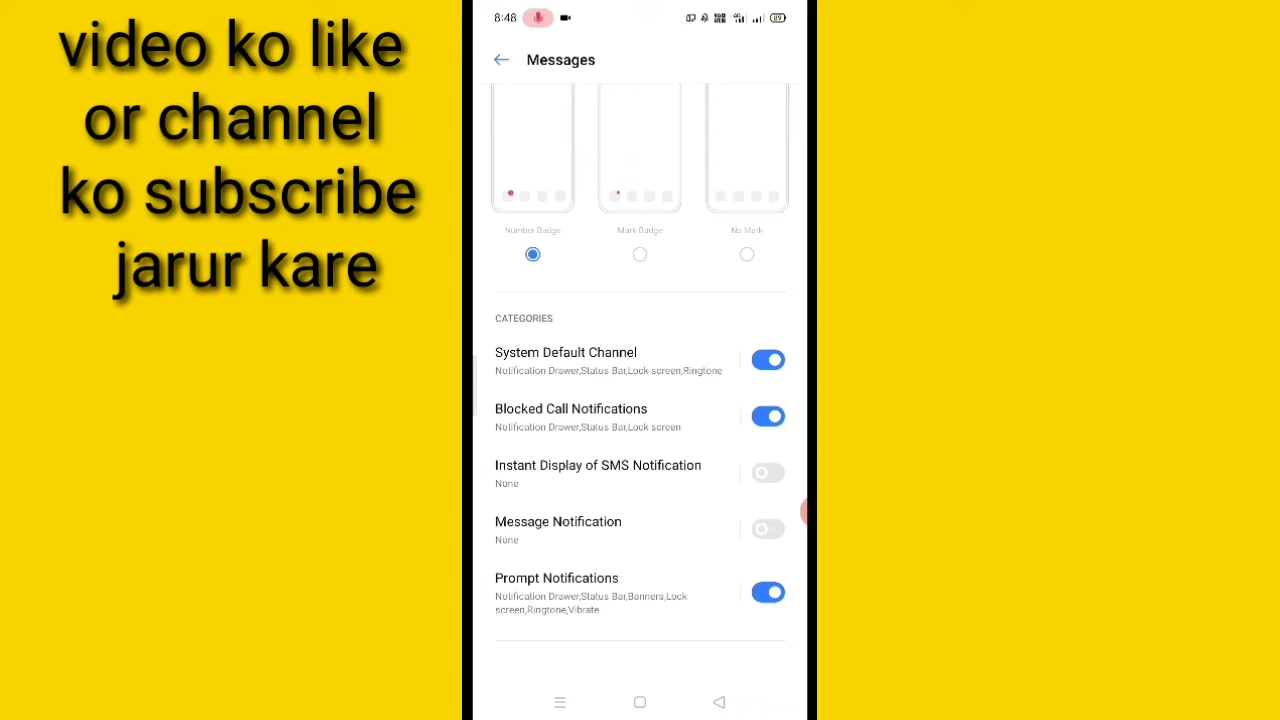 video ko like
or channel
ko subscribe
jarur kare
8:48
Messages
Number Badge
Mark Badge
No Mark
CATEGORIES
System Default Channel
Notification Drawer,Status Bar,Lock screen,Ringtone
Blocked Call Notifications
Notification Drawer,Status Bar,Lock screen
Instant Display of SMS Notification
None
Message Notification
None
Prompt Notifications
Notification Drawer,Status Bar,Banners,Lock
screen,Ringtone,Vibrate